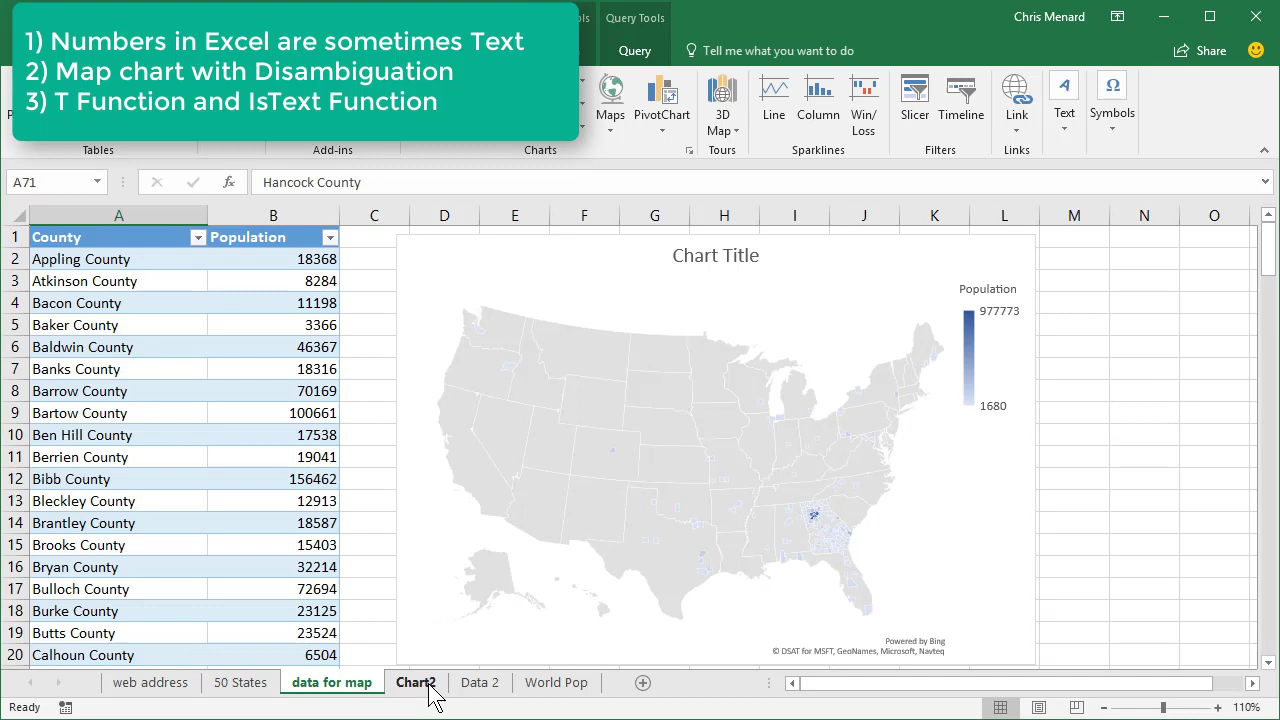 1) Numbers in Excel are sometimes Text
2) Map chart with Disambiguation
3) T Function and IsText Function
Query Tools
Chris Menard
Query
Tell me what you want to do
Share
Maps
PivotChart
3D
Map
Line
Column
Win/
Loss
Slicer
Timeline
Link
Text
Symbols
Tables
Add-ins
Charts
Tours
Sparklines
Filters
Links
A71
fx
Hancock County
A B C D E F G H I J K L M N O
1 County Population
2 Appling County 18368
3 Atkinson County 8284
4 Bacon County 11198
5 Baker County 3366
6 Baldwin County 46367
7 Banks County 18316
8 Barrow County 70169
9 Bartow County 100661
10 Ben Hill County 17538
11 Berrien County 19041
12 Bibb County 156462
13 Bleckley County 12913
14 Brantley County 18587
15 Brooks County 15403
16 Bryan County 32214
17 Bulloch County 72694
18 Burke County 23125
19 Butts County 23524
20 Calhoun County 6504
Chart Title
Population
977773
1680
Powered by Bing
© DSAT for MSFT, GeoNames, Microsoft, Navteq
web address
50 States
data for map
Chart2
Data 2
World Pop
Ready
110%